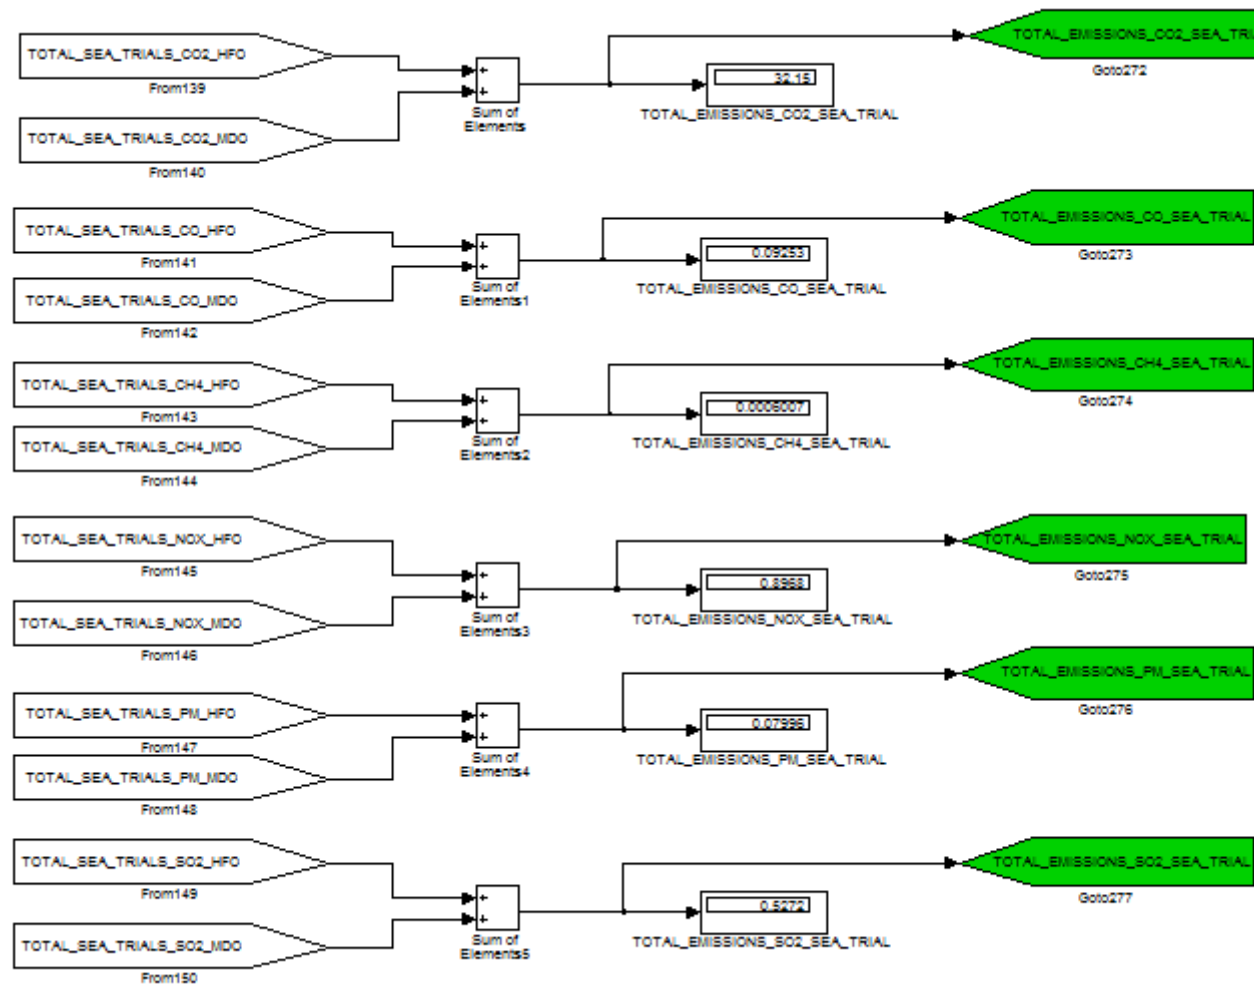 TOTAL_SEA_TRIALS_CO2_HFO
From139
TOTAL_SEA_TRIALS_CO2_MDO
From140
+
+
Sum of
Elements
32.15
TOTAL_EMISSIONS_CO2_SEA_TRIAL
TOTAL_EMISSIONS_CO2_SEA_TRI
Goto272
TOTAL_SEA_TRIALS_CO_HFO
From141
TOTAL_SEA_TRIALS_CO_MDO
From142
+
+
Sum of
Elements1
0.09253
TOTAL_EMISSIONS_CO_SEA_TRIAL
TOTAL_EMISSIONS_CO_SEA_TRIAL
Goto273
TOTAL_SEA_TRIALS_CH4_HFO
From143
TOTAL_SEA_TRIALS_CH4_MDO
From144
+
+
Sum of
Elements2
0.0006007
TOTAL_EMISSIONS_CH4_SEA_TRIAL
TOTAL_EMISSIONS_CH4_SEA_TRIAL
Goto274
TOTAL_SEA_TRIALS_NOX_HFO
From145
TOTAL_SEA_TRIALS_NOX_MDO
From146
+
+
Sum of
Elements3
0.8968
TOTAL_EMISSIONS_NOX_SEA_TRIAL
TOTAL_EMISSIONS_NOX_SEA_TRIAL
Goto275
TOTAL_SEA_TRIALS_PM_HFO
From147
TOTAL_SEA_TRIALS_PM_MDO
From148
+
+
Sum of
Elements4
0.07996
TOTAL_EMISSIONS_PM_SEA_TRIAL
TOTAL_EMISSIONS_PM_SEA_TRIAL
Goto276
TOTAL_SEA_TRIALS_SO2_HFO
From149
TOTAL_SEA_TRIALS_SO2_MDO
From150
+
+
Sum of
Elements5
0.5272
TOTAL_EMISSIONS_SO2_SEA_TRIAL
TOTAL_EMISSIONS_SO2_SEA_TRIAL
Goto277